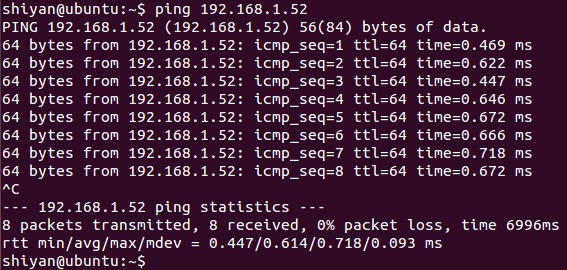 shiyan@ubuntu:~$ ping 192.168.1.52
PING 192.168.1.52 (192.168.1.52) 56(84) bytes of data.
64 bytes from 192.168.1.52: icmp_seq=1 ttl=64 time=0.469 ms
64 bytes from 192.168.1.52: icmp_seq=2 ttl=64 time=0.622 ms
64 bytes from 192.168.1.52: icmp_seq=3 ttl=64 time=0.447 ms
64 bytes from 192.168.1.52: icmp_seq=4 ttl=64 time=0.646 ms
64 bytes from 192.168.1.52: icmp_seq=5 ttl=64 time=0.672 ms
64 bytes from 192.168.1.52: icmp_seq=6 ttl=64 time=0.666 ms
64 bytes from 192.168.1.52: icmp_seq=7 ttl=64 time=0.718 ms
64 bytes from 192.168.1.52: icmp_seq=8 ttl=64 time=0.672 ms
^C
--- 192.168.1.52 ping statistics ---
8 packets transmitted, 8 received, 0% packet loss, time 6996ms
rtt min/avg/max/mdev = 0.447/0.614/0.718/0.093 ms
shiyan@ubuntu:~$